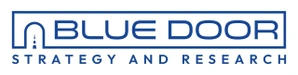 BLUE DOOR
STRATEGY AND RESEARCH